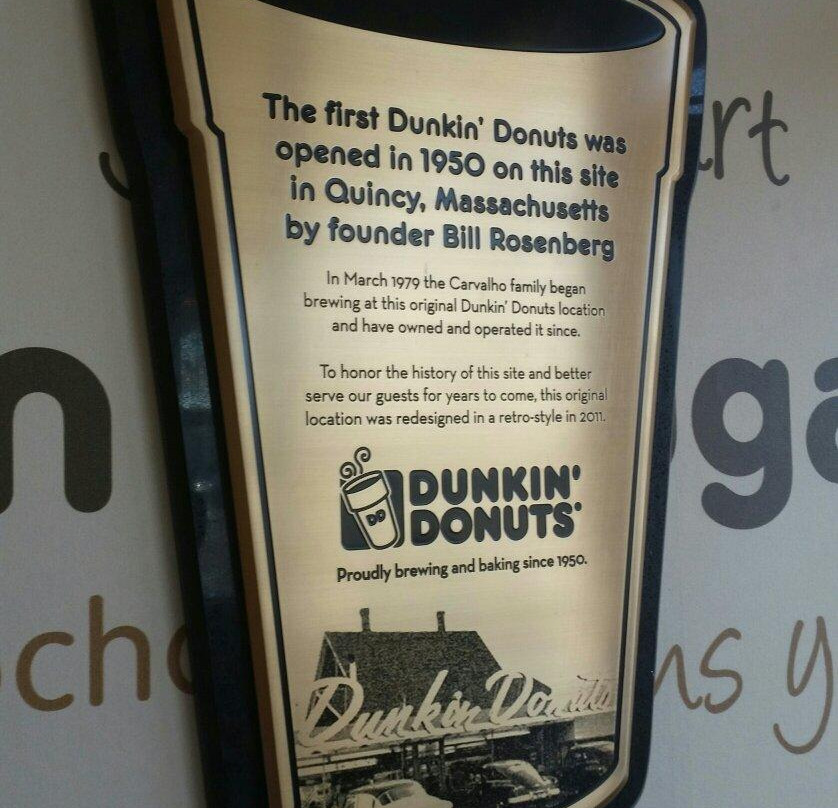 The first Dunkin' Donuts was
opened in 1950 on this site
in Quincy, Massachusetts
by founder Bill Rosenberg
In March 1979 the Carvalho family began
brewing at this original Dunkin' Donuts location
and have owned and operated it since.
To honor the history of this site and better
serve our guests for years to come, this original
location was redesigned in a retro-style in 2011.
DD
DUNKIN'
DONUTS
Proudly brewing and baking since 1950.
Dunkin Donuts